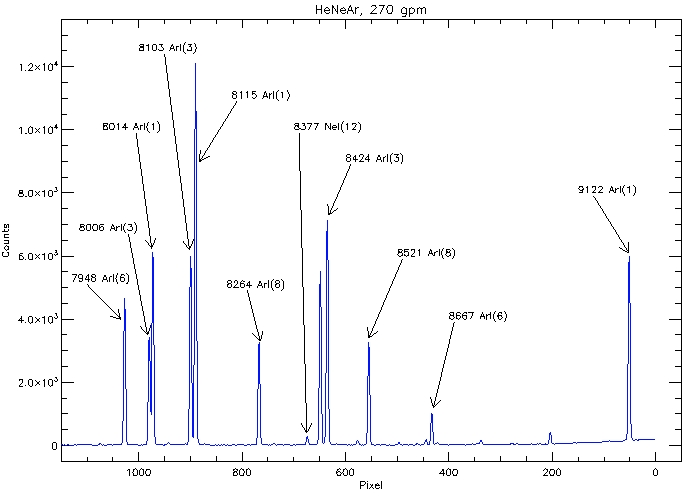 HeNeAr, 270 gpm
8103 ArI(3)
1.2×10⁴
8115 ArI(1)
1.0×10⁴
8014 ArI(1)
8377 NeI(12)
8424 ArI(3)
8.0×10³
9122 ArI(1)
8006 ArI(3)
Counts
6.0×10³
7948 ArI(6)
8264 ArI(8)
8521 ArI(8)
4.0×10³
8667 ArI(6)
2.0×10³
0
1000 800 600 400 200 0
Pixel